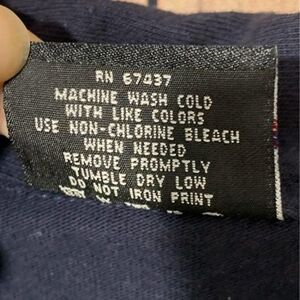 RN 67437
MACHINE WASH COLD
WITH LIKE COLORS
USE NON-CHLORINE BLEACH
WHEN NEEDED
REMOVE PROMPTLY
TUMBLE DRY LOW
DO NOT IRON PRINT